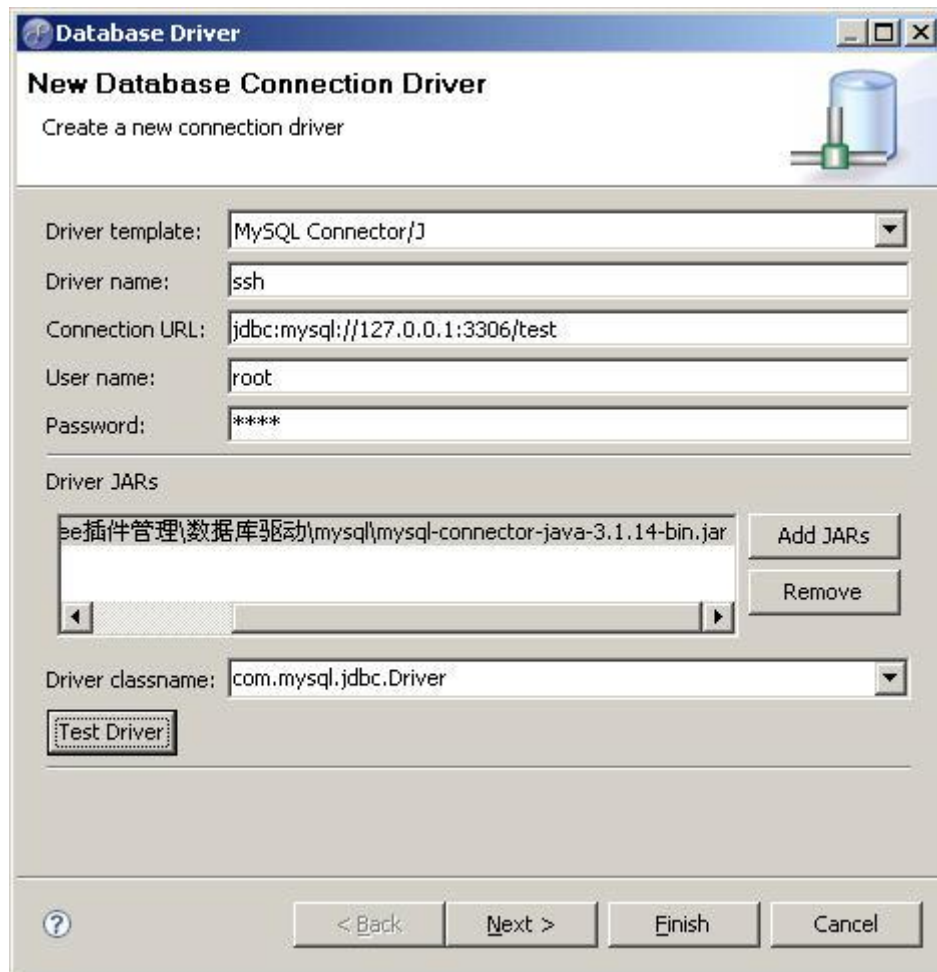 Database Driver
New Database Connection Driver
Create a new connection driver
Driver template: MySQL Connector/J
Driver name: ssh
Connection URL: jdbc:mysql://127.0.0.1:3306/test
User name: root
Password: ****
Driver JARs
ee插件管理\数据库驱动\mysql\mysql-connector-java-3.1.14-bin.jar
Add JARs
Remove
Driver classname: com.mysql.jdbc.Driver
Test Driver
?
< Back Next > Finish Cancel